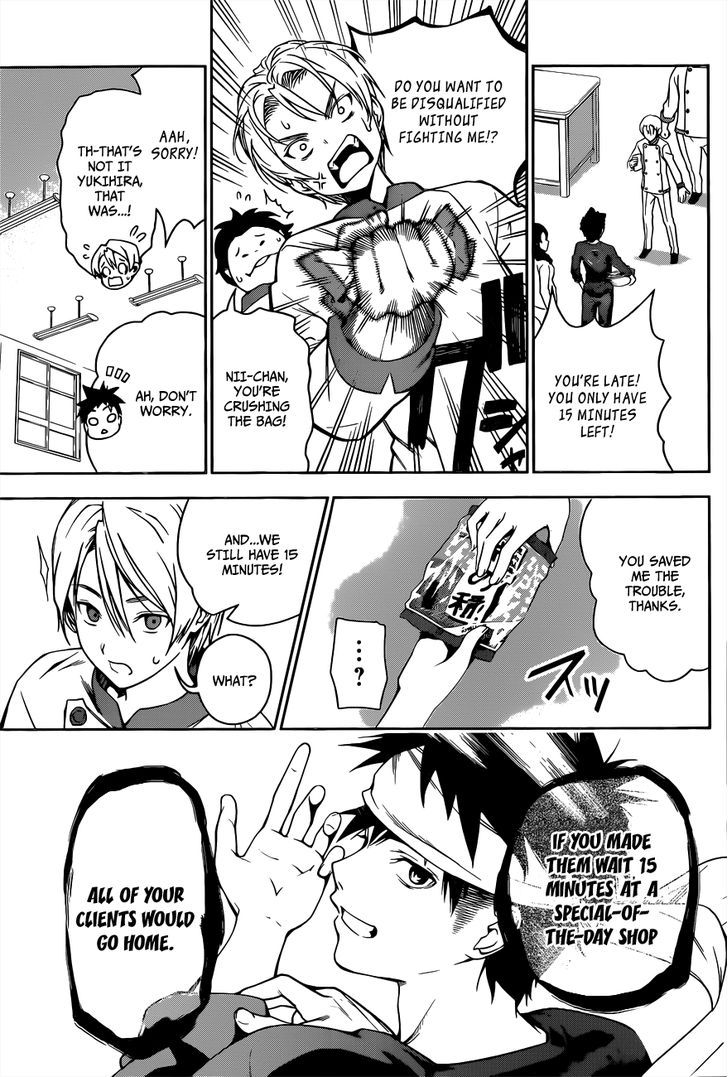 YOU'RE LATE!
YOU ONLY HAVE
15 MINUTES
LEFT!
DO YOU WANT TO
BE DISQUALIFIED
WITHOUT
FIGHTING ME!?
NII-CHAN,
YOU'RE
CRUSHING
THE BAG!
AAH,
SORRY!
TH-THAT'S
NOT IT
YUKIHIRA,
THAT
WAS...!
AH, DON'T
WORRY.
YOU SAVED
ME THE
TROUBLE,
THANKS.
...?
スッ
AND...WE
STILL HAVE 15
MINUTES!
WHAT?
IF YOU MADE
THEM WAIT 15
MINUTES AT A
SPECIAL-OF-
THE-DAY SHOP
ALL OF YOUR
CLIENTS WOULD
GO HOME.